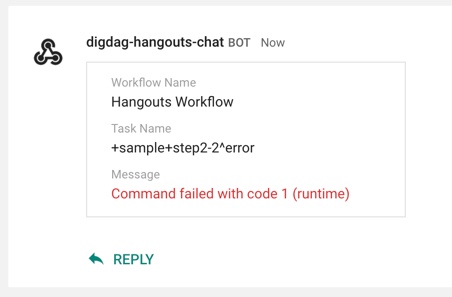 digdag-hangouts-chat BOT Now
Workflow Name
Hangouts Workflow
Task Name
+sample+step2-2^error
Message
Command failed with code 1 (runtime)
REPLY